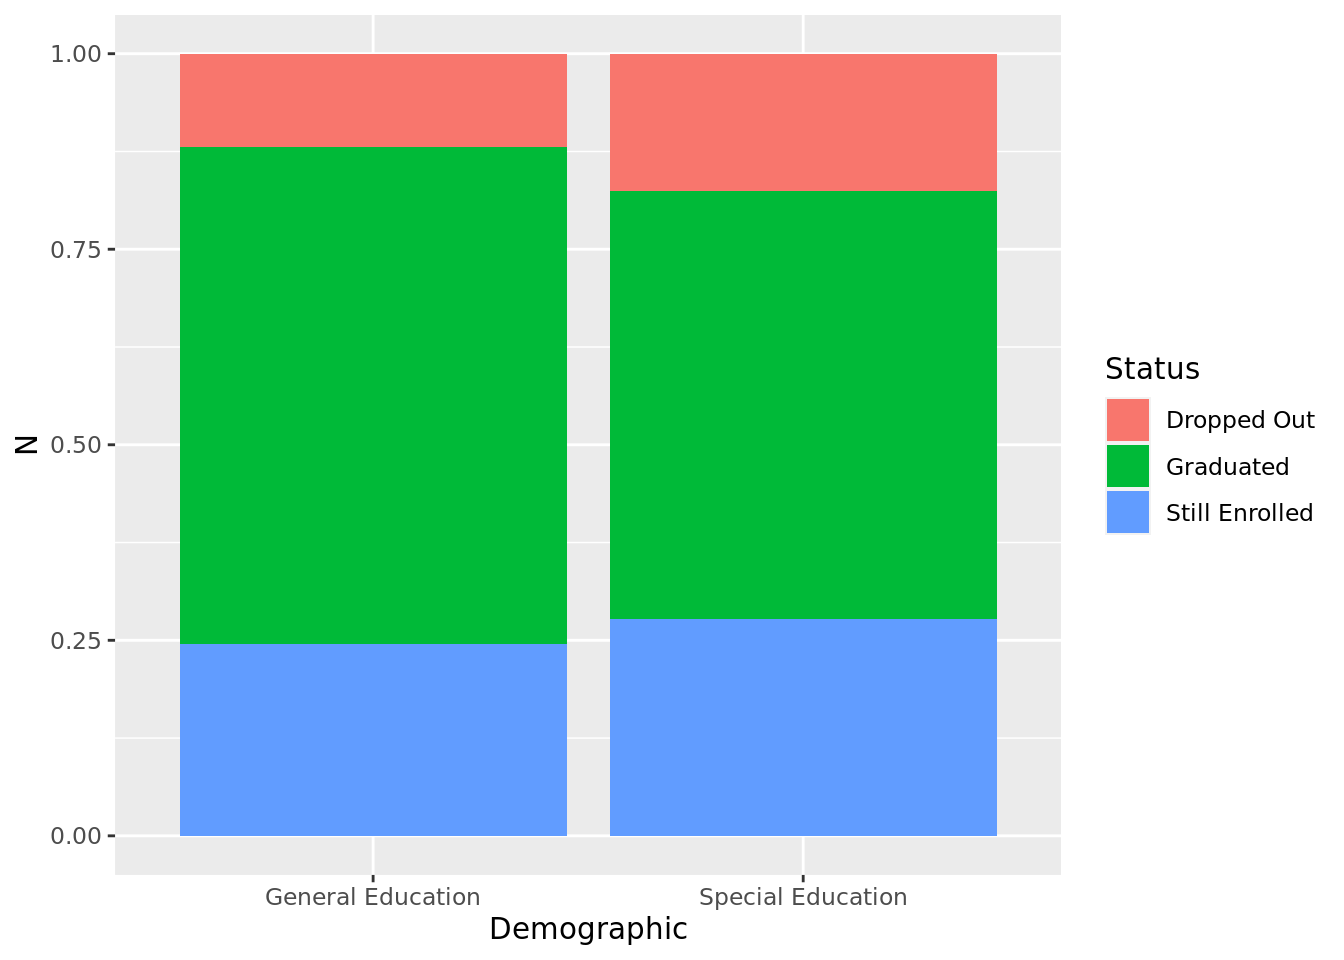 1.00
0.75
0.50
0.25
0.00
N
General Education
Special Education
Demographic
Status
Dropped Out
Graduated
Still Enrolled